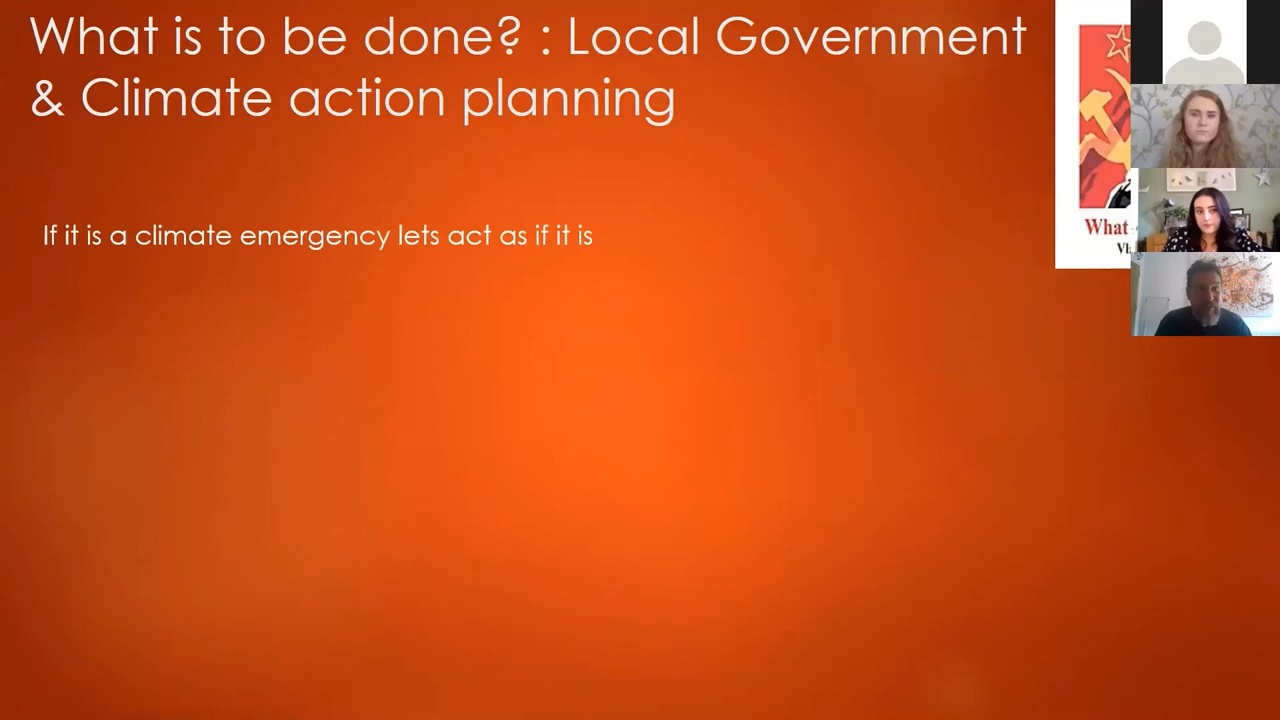 What is to be done? : Local Government
& Climate action planning
If it is a climate emergency lets act as if it is
What